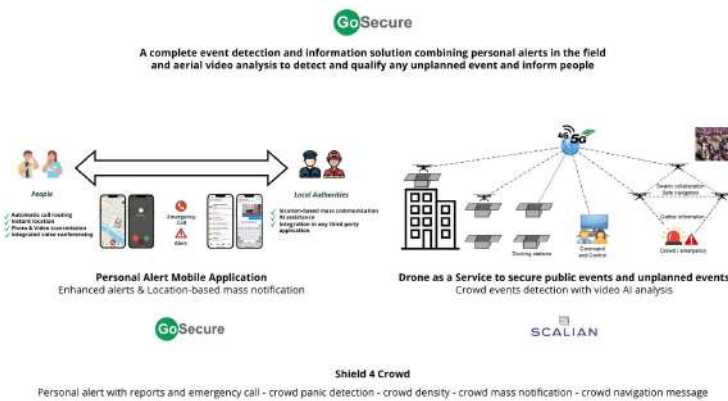 GoSecure
A complete event detection and information solution combining personal alerts in the field
and aerial video analysis to detect and qualify any unplanned event and inform people
4G 5G
People
Automatic call routing
Instant location
Photo & Video transmission
Integrated video conferencing
Emergency
Call
Alert
Local Authorities
location-based mass communication
AI assistance
Integration in any third party
application
Swarm collaboration
Safe navigation
Gather information
Docking stations
Command
and Control
Crowd / emergency
Personal Alert Mobile Application
Enhanced alerts & Location-based mass notification
Drone as a Service to secure public events and unplanned events
Crowd events detection with video AI analysis
GoSecure
SCALIAN
Shield 4 Crowd
Personal alert with reports and emergency call - crowd panic detection - crowd density - crowd mass notification - crowd navigation message